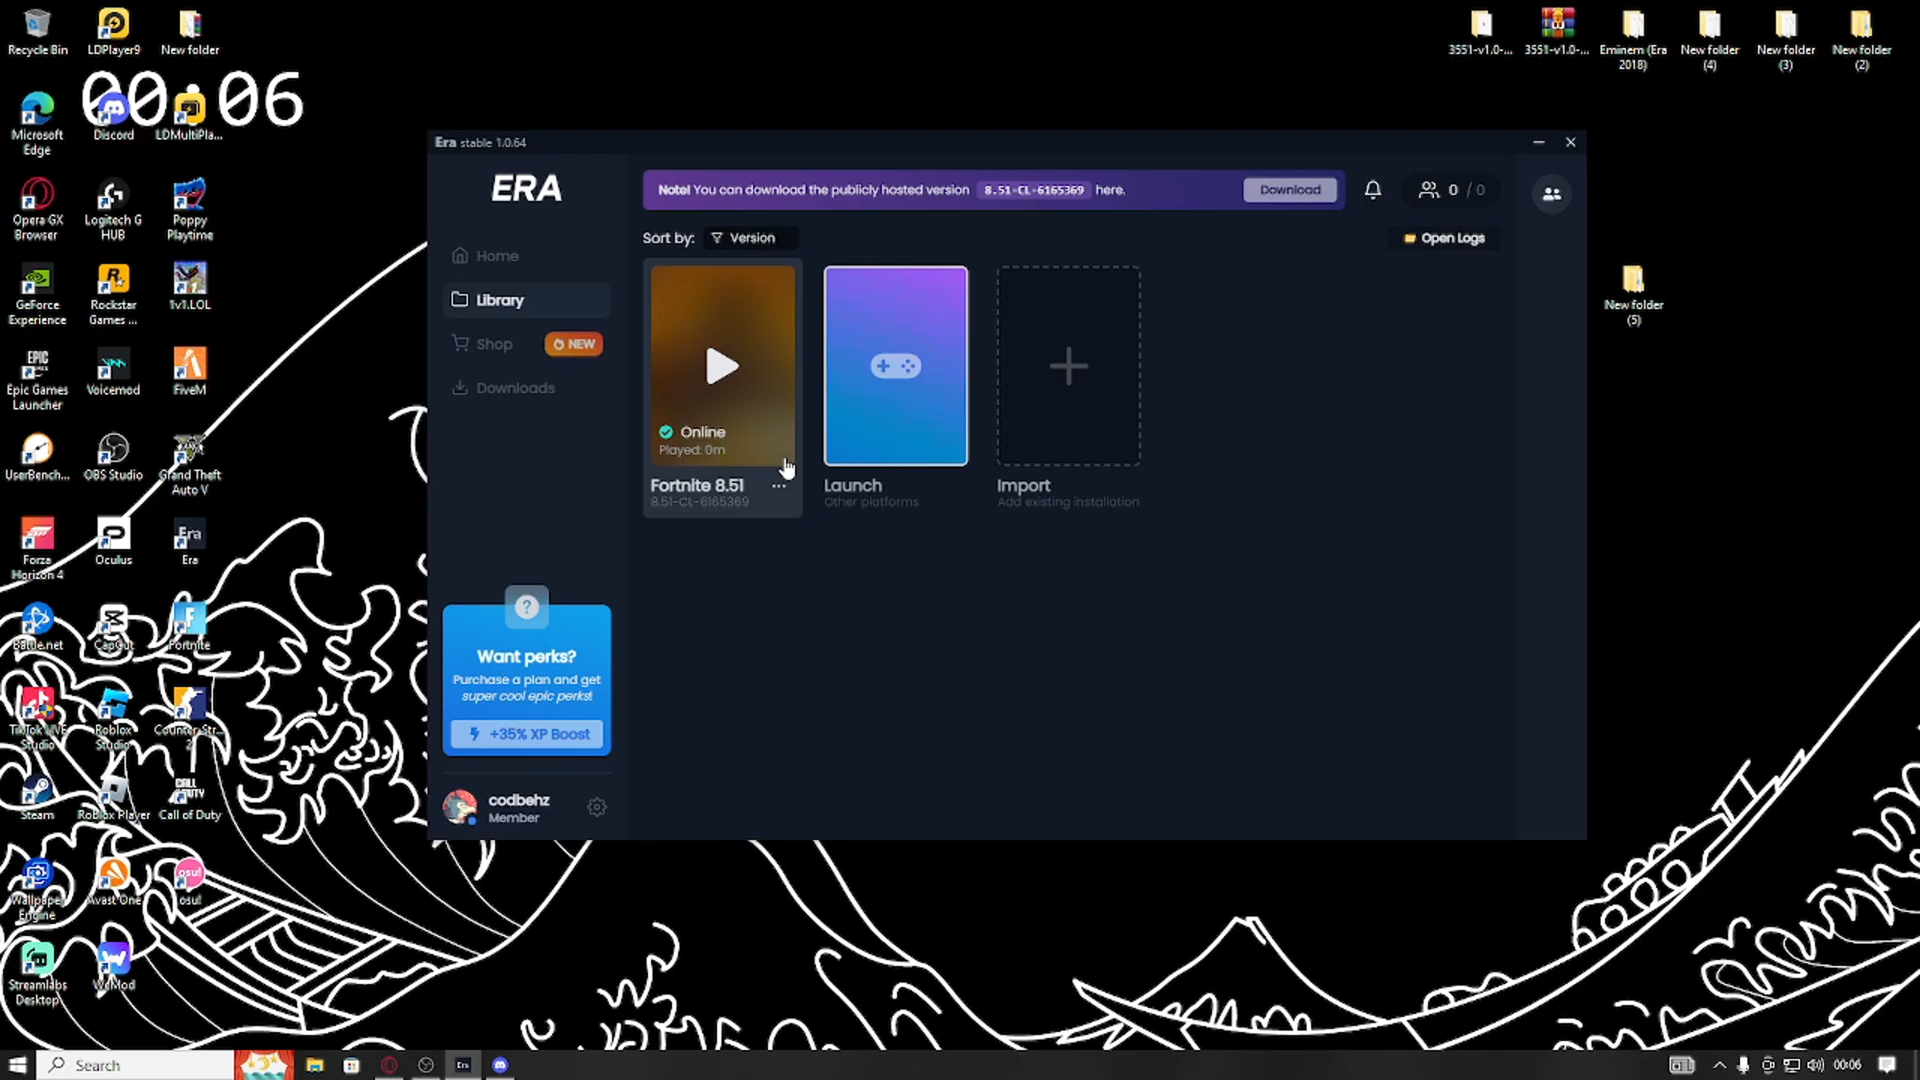 Recycle Bin
LDPlayer9
New folder
3551-v1.0-...
3551-v1.0-...
Eminem (Era 2018)
New folder (4)
New folder (3)
New folder (2)
00:06
Microsoft Edge
Discord
LDMultiPla...
Opera GX Browser
Logitech G HUB
Poppy Playtime
GeForce Experience
Rockstar Games ...
1v1.LOL
New folder (5)
Epic Games Launcher
Voicemod
FiveM
UserBench...
OBS Studio
Grand Theft Auto V
Forza Horizon 4
Oculus
Era
Battle.net
CapCut
Fortnite
TikTok LIVE Studio
Roblox Studio
Counter-Str... 2
Steam
Roblox Player
Call of Duty
Wallpaper Engine
Avast One
osu!
Streamlabs Desktop
WeMod
Era stable 1.0.64
ERA
Note! You can download the publicly hosted version 8.51-CL-6165369 here.
Download
0 / 0
Home
Library
Shop
NEW
Downloads
Sort by: Version
Open Logs
Online
Played: 0m
Fortnite 8.51
...
8.51-CL-6165369
Launch
Other platforms
Import
Add existing installation
?
Want perks?
Purchase a plan and get
super cool epic perks!
+35% XP Boost
codbehz
Member
Search
Era
00:06